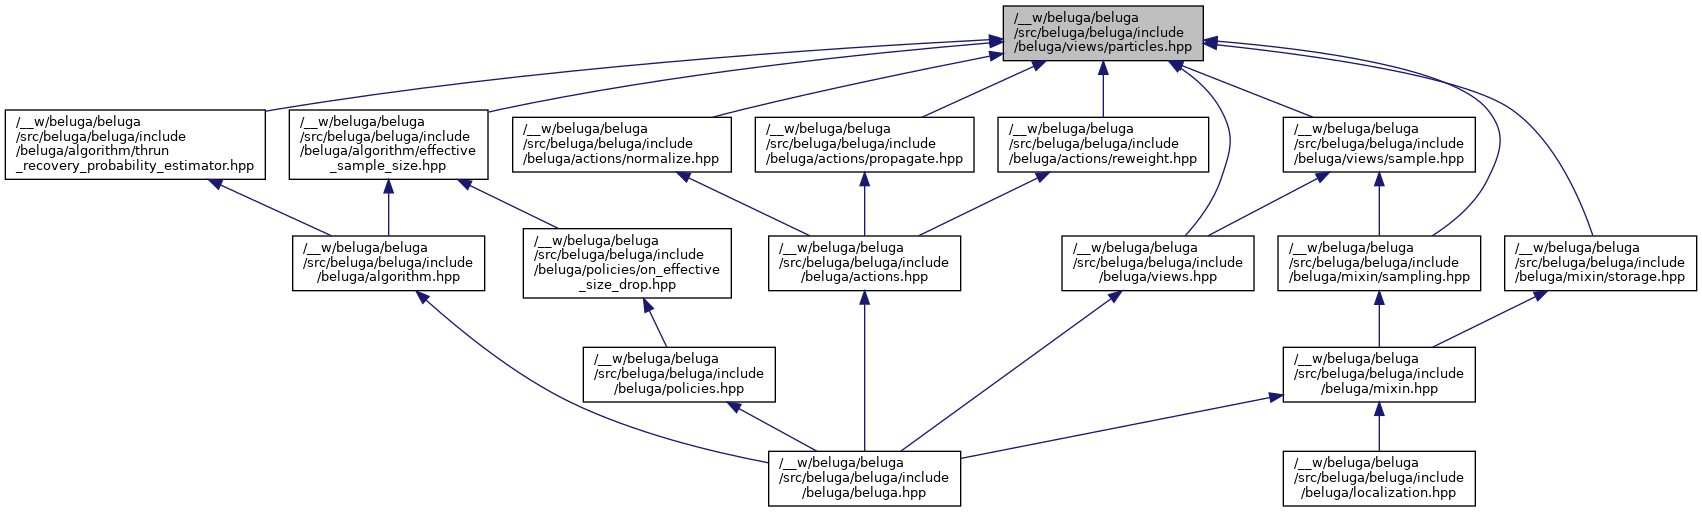 /__w/beluga/beluga
/src/beluga/beluga/include
/beluga/views/particles.hpp
/__w/beluga/beluga
/src/beluga/beluga/include
/beluga/algorithm/thrun
_recovery_probability_estimator.hpp
/__w/beluga/beluga
/src/beluga/beluga/include
/beluga/algorithm/effective
_sample_size.hpp
/__w/beluga/beluga
/src/beluga/beluga/include
/beluga/actions/normalize.hpp
/__w/beluga/beluga
/src/beluga/beluga/include
/beluga/actions/propagate.hpp
/__w/beluga/beluga
/src/beluga/beluga/include
/beluga/actions/reweight.hpp
/__w/beluga/beluga
/src/beluga/beluga/include
/beluga/views/sample.hpp
/__w/beluga/beluga
/src/beluga/beluga/include
/beluga/algorithm.hpp
/__w/beluga/beluga
/src/beluga/beluga/include
/beluga/policies/on_effective
_size_drop.hpp
/__w/beluga/beluga
/src/beluga/beluga/include
/beluga/actions.hpp
/__w/beluga/beluga
/src/beluga/beluga/include
/beluga/views.hpp
/__w/beluga/beluga
/src/beluga/beluga/include
/beluga/mixin/sampling.hpp
/__w/beluga/beluga
/src/beluga/beluga/include
/beluga/mixin/storage.hpp
/__w/beluga/beluga
/src/beluga/beluga/include
/beluga/policies.hpp
/__w/beluga/beluga
/src/beluga/beluga/include
/beluga/mixin.hpp
/__w/beluga/beluga
/src/beluga/beluga/include
/beluga/beluga.hpp
/__w/beluga/beluga
/src/beluga/beluga/include
/beluga/localization.hpp